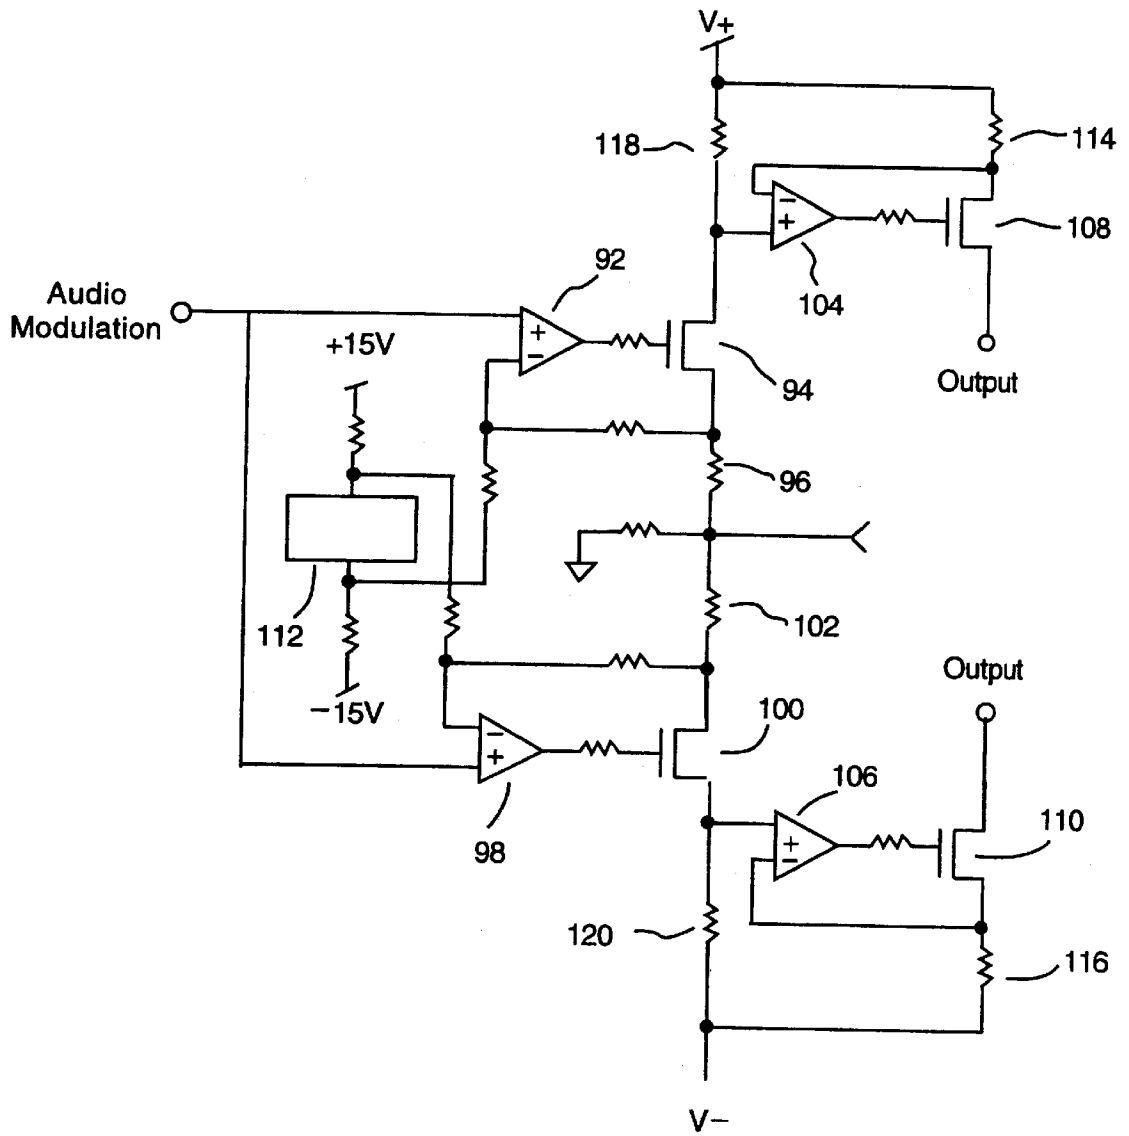 V+
118
114
−
+
108
92
104
Audio
Modulation
+15V
+
−
Output
94
96
112
102
−15V
Output
100
−
+
106
+
−
110
98
120
116
V−